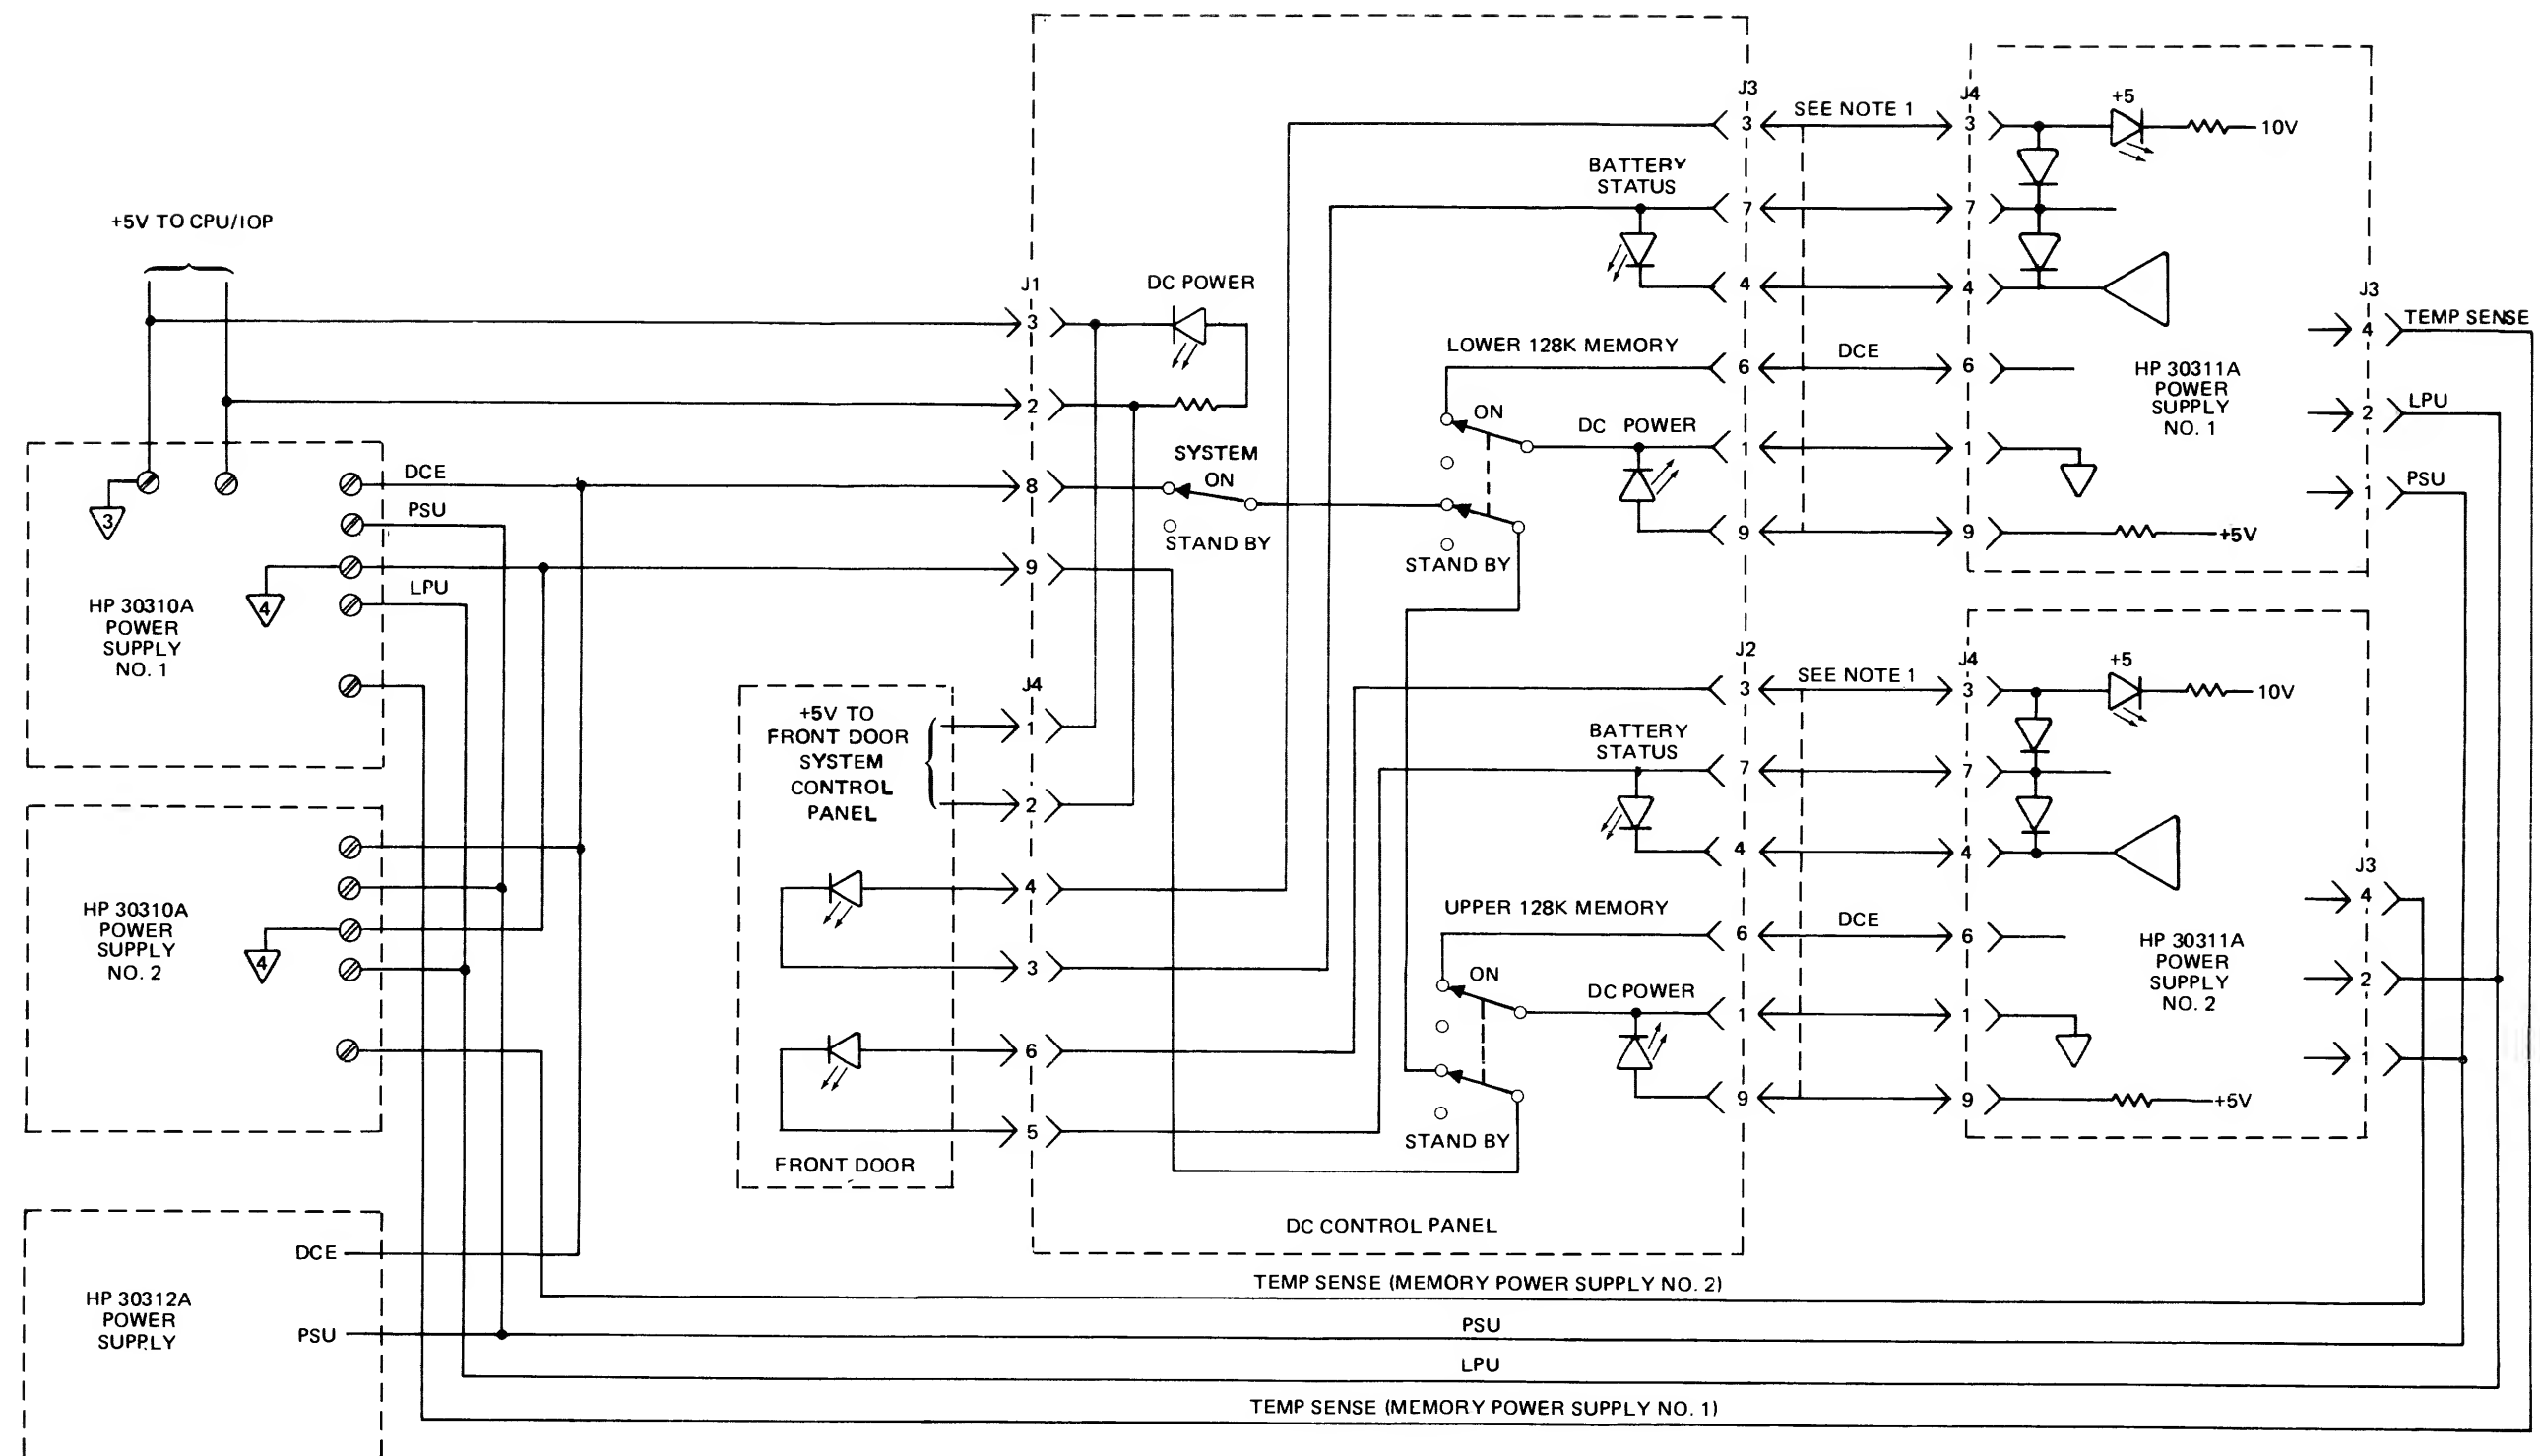 +5V TO CPU/IOP
3
HP 30310A
POWER
SUPPLY
NO. 1
DCE
PSU
4
LPU
HP 30310A
POWER
SUPPLY
NO. 2
4
HP 30312A
POWER
SUPPLY
DCE
PSU
+5V TO
FRONT DOOR
SYSTEM
CONTROL
PANEL
FRONT DOOR
J1
3
2
8
9
J4
1
2
4
3
6
5
DC POWER
SYSTEM
ON
STAND BY
BATTERY
STATUS
LOWER 128K MEMORY
ON
DC POWER
STAND BY
J3
3
7
4
6
1
9
SEE NOTE 1
DCE
J4
3
7
4
6
1
9
+5
10V
+5V
HP 30311A
POWER
SUPPLY
NO. 1
J3
4
2
1
TEMP SENSE
LPU
PSU
BATTERY
STATUS
UPPER 128K MEMORY
ON
DC POWER
STAND BY
J2
3
7
4
6
1
9
SEE NOTE 1
DCE
J4
3
7
4
6
1
9
+5
10V
+5V
HP 30311A
POWER
SUPPLY
NO. 2
J3
4
2
1
DC CONTROL PANEL
TEMP SENSE (MEMORY POWER SUPPLY NO. 2)
PSU
LPU
TEMP SENSE (MEMORY POWER SUPPLY NO. 1)